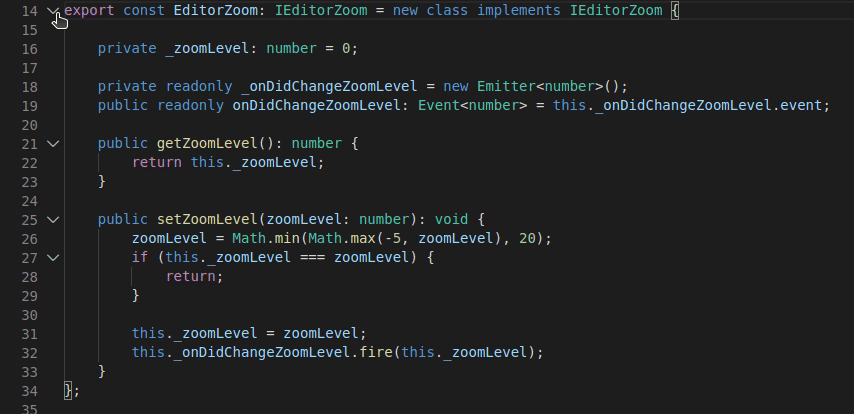 14 export const EditorZoom: IEditorZoom = new class implements IEditorZoom {
15
16     private _zoomLevel: number = 0;
17
18     private readonly _onDidChangeZoomLevel = new Emitter<number>();
19     public readonly onDidChangeZoomLevel: Event<number> = this._onDidChangeZoomLevel.event;
20
21     public getZoomLevel(): number {
22         return this._zoomLevel;
23     }
24
25     public setZoomLevel(zoomLevel: number): void {
26         zoomLevel = Math.min(Math.max(-5, zoomLevel), 20);
27         if (this._zoomLevel === zoomLevel) {
28             return;
29         }
30
31         this._zoomLevel = zoomLevel;
32         this._onDidChangeZoomLevel.fire(this._zoomLevel);
33     }
34 };
35